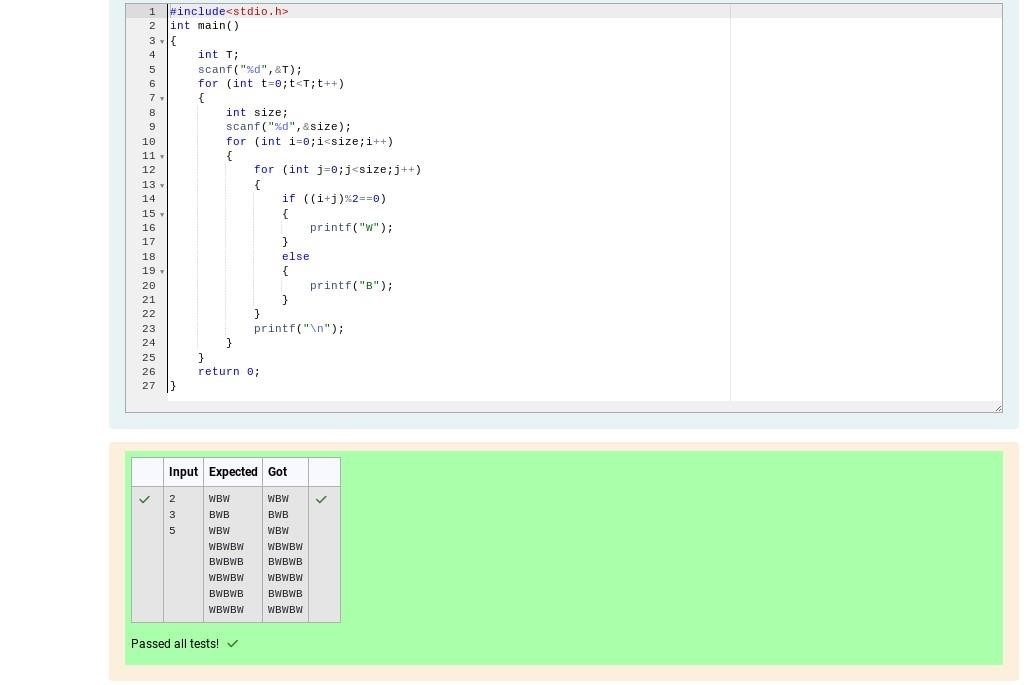 1 #include<stdio.h>
2 int main()
3 {
4     int T;
5     scanf("%d",&T);
6     for (int t=0;t<T;t++)
7     {
8         int size;
9         scanf("%d",&size);
10         for (int i=0;i<size;i++)
11         {
12             for (int j=0;j<size;j++)
13             {
14                 if ((i+j)%2==0)
15                 {
16                     printf("W");
17                 }
18                 else
19                 {
20                     printf("B");
21                 }
22             }
23             printf("\n");
24         }
25     }
26     return 0;
27 }
Input Expected Got
2 WBW WBW
3 BWB BWB
5 WBW WBW
WBWBW WBWBW
BWBWB BWBWB
WBWBW WBWBW
BWBWB BWBWB
WBWBW WBWBW
Passed all tests!